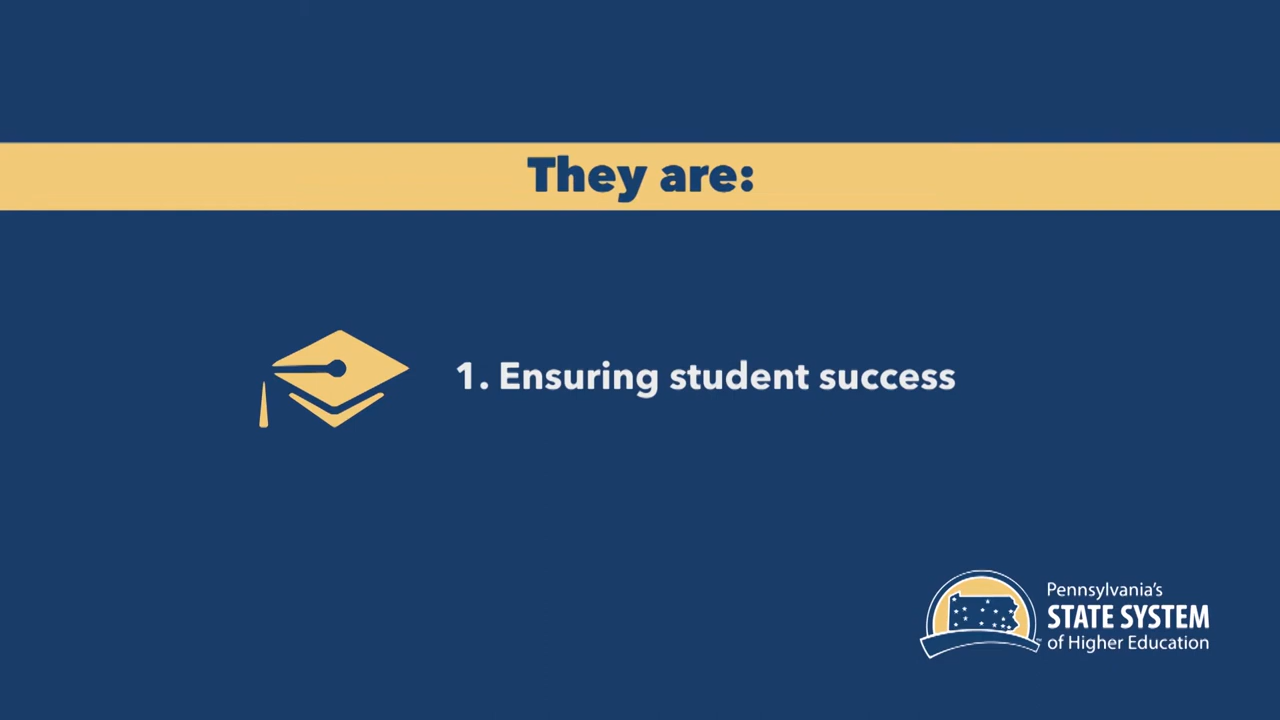 They are:
1. Ensuring student success
Pennsylvania's
STATE SYSTEM
of Higher Education